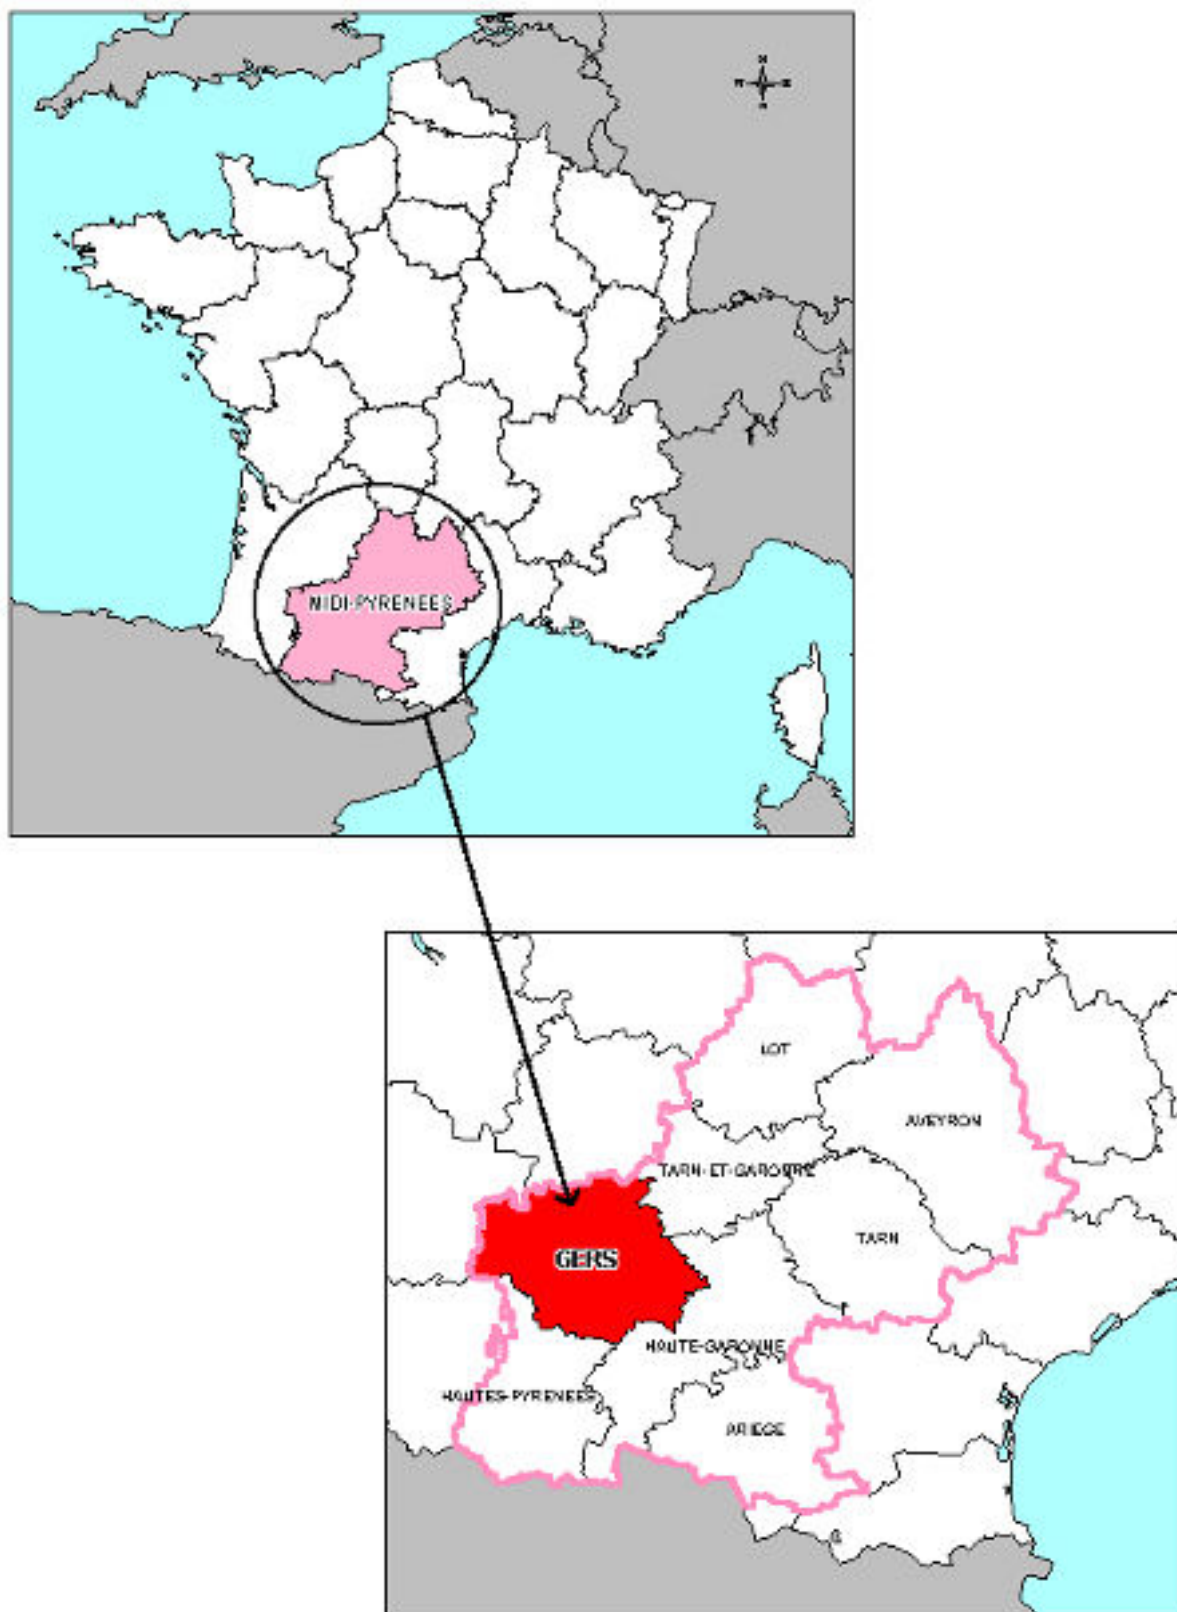 N
W E
S
MIDI-PYRENEES
LOT
AVEYRON
TARN-ET-GARONNE
TARN
GERS
HAUTE-GARONNE
HAUTES-PYRENEES
ARIEGE